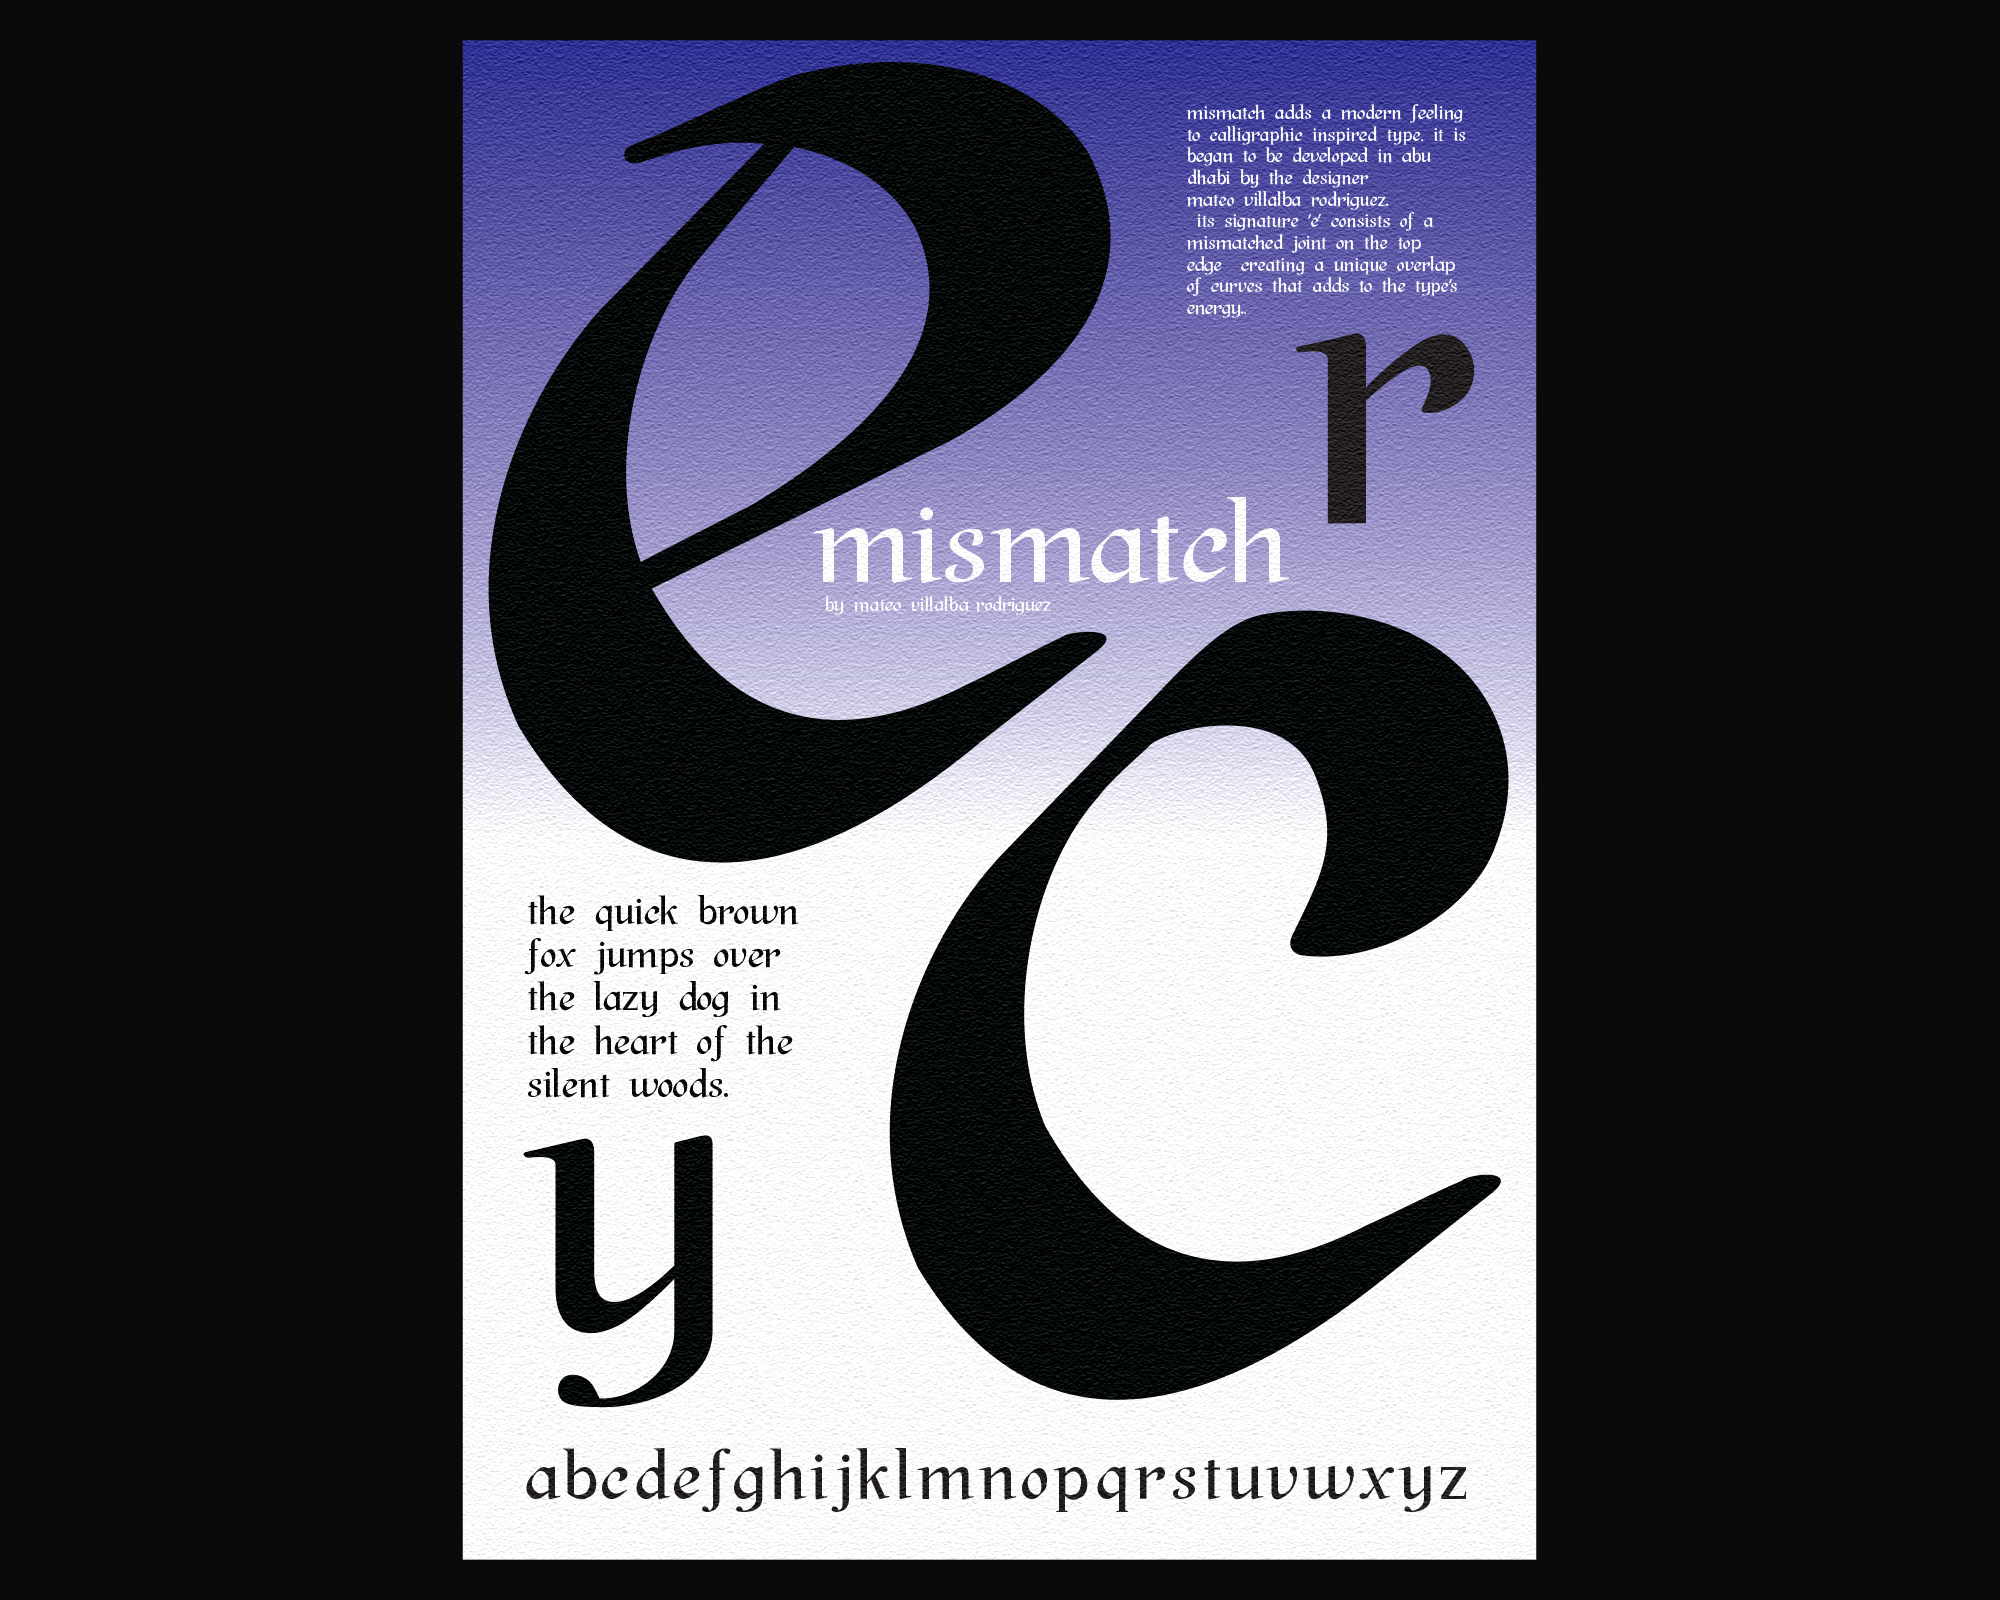 e
mismatch adds a modern feeling
to calligraphic inspired type. it is
began to be developed in abu
dhabi by the designer
mateo villalba rodriguez.
its signature 'e' consists of a
mismatched joint on the top
edge creating a unique overlap
of curves that adds to the type's
energy..
r
mismatch
by mateo villalba rodriguez
c
the quick brown
fox jumps over
the lazy dog in
the heart of the
silent woods.
y
abcdefghijklmnopqrstuvwxyz